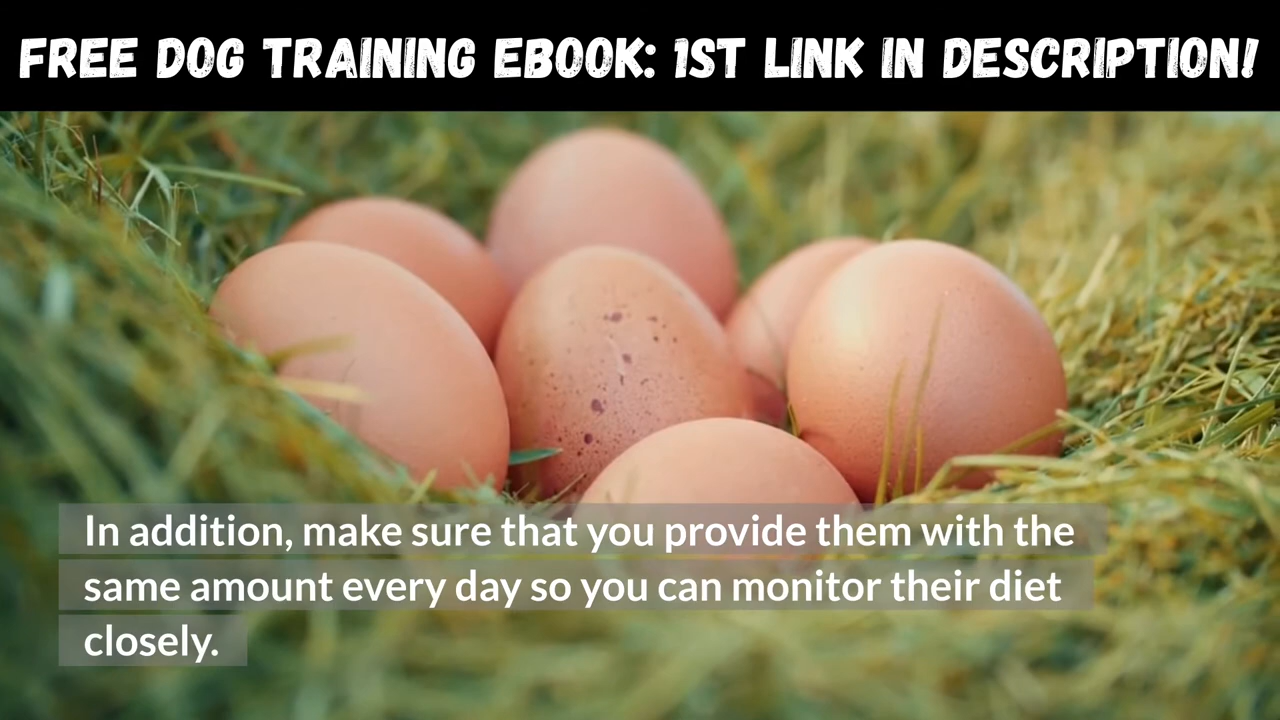 FREE DOG TRAINING EBOOK: 1ST LINK IN DESCRIPTION!
In addition, make sure that you provide them with the
same amount every day so you can monitor their diet
closely.